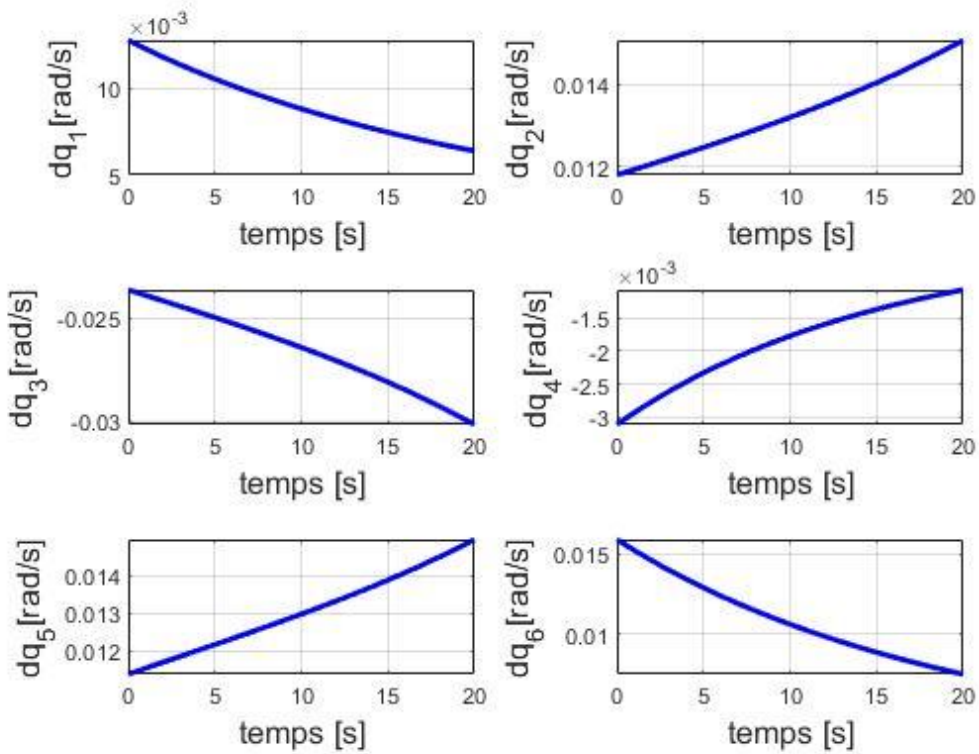 ×10⁻³
dq₁[rad/s]
10
5
0 5 10 15 20
temps [s]
dq₂[rad/s]
0.014
0.012
0 5 10 15 20
temps [s]
dq₃[rad/s]
-0.025
-0.03
0 5 10 15 20
temps [s]
×10⁻³
dq₄[rad/s]
-1.5
-2
-2.5
-3
0 5 10 15 20
temps [s]
dq₅[rad/s]
0.014
0.013
0.012
0 5 10 15 20
temps [s]
dq₆[rad/s]
0.015
0.01
0 5 10 15 20
temps [s]